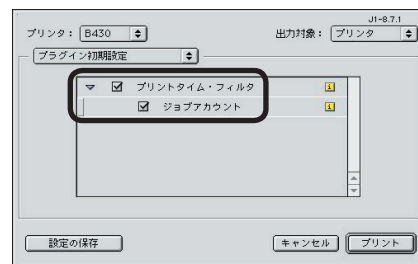 J1-8.7.1
プリンタ： B430 出力対象： プリンタ
プラグイン初期設定
プリントタイム・フィルタ
ジョブアカウント
設定の保存 キャンセル プリント